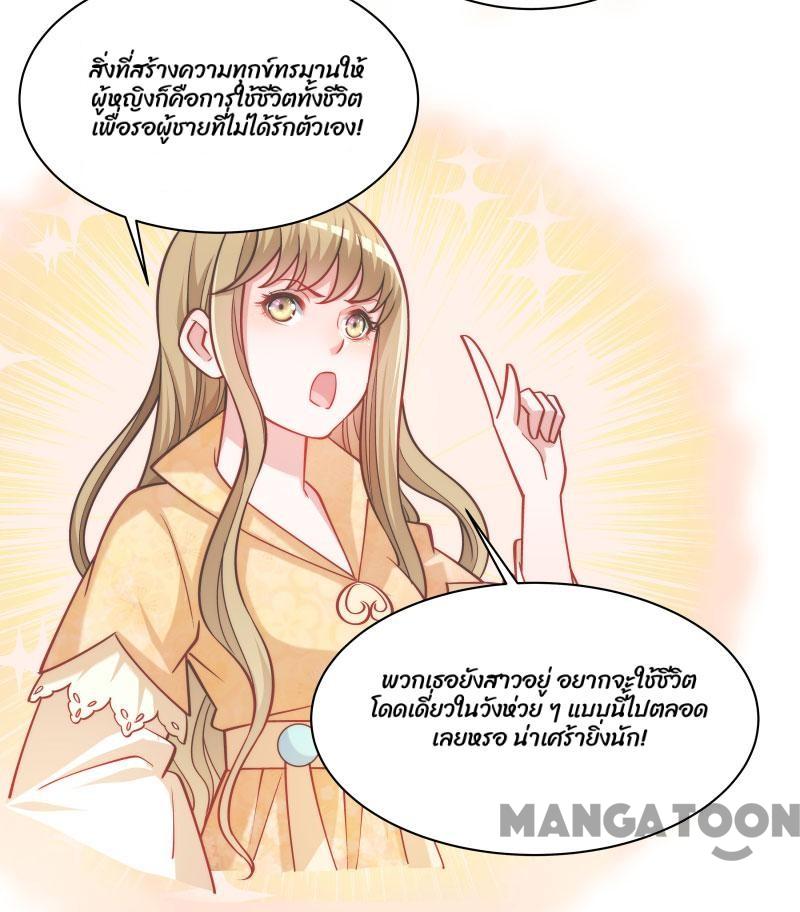 สิ่งที่สร้างความทุกข์ทรมานให้
ผู้หญิงก็คือการใช้ชีวิตทั้งชีวิต
เพื่อรอผู้ชายที่ไม่ได้รักตัวเอง!
พวกเธอยังสาวอยู่ อยากจะใช้ชีวิต
โดดเดี่ยวในวังห่วย ๆ แบบนี้ไปตลอด
เลยหรอ น่าเศร้ายิ่งนัก!
MANGATOON